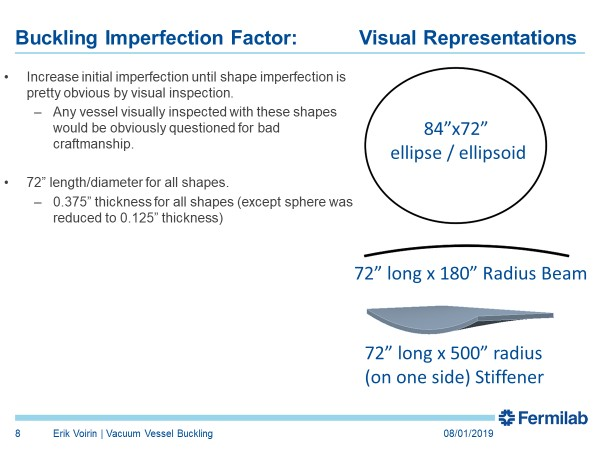 Buckling Imperfection Factor: Visual Representations
• Increase initial imperfection until shape imperfection is
pretty obvious by visual inspection.
– Any vessel visually inspected with these shapes
would be obviously questioned for bad
craftmanship.
• 72” length/diameter for all shapes.
– 0.375” thickness for all shapes (except sphere was
reduced to 0.125” thickness)
84”x72”
ellipse / ellipsoid
72” long x 180” Radius Beam
72” long x 500” radius
(on one side) Stiffener
Fermilab
8 Erik Voirin | Vacuum Vessel Buckling 08/01/2019